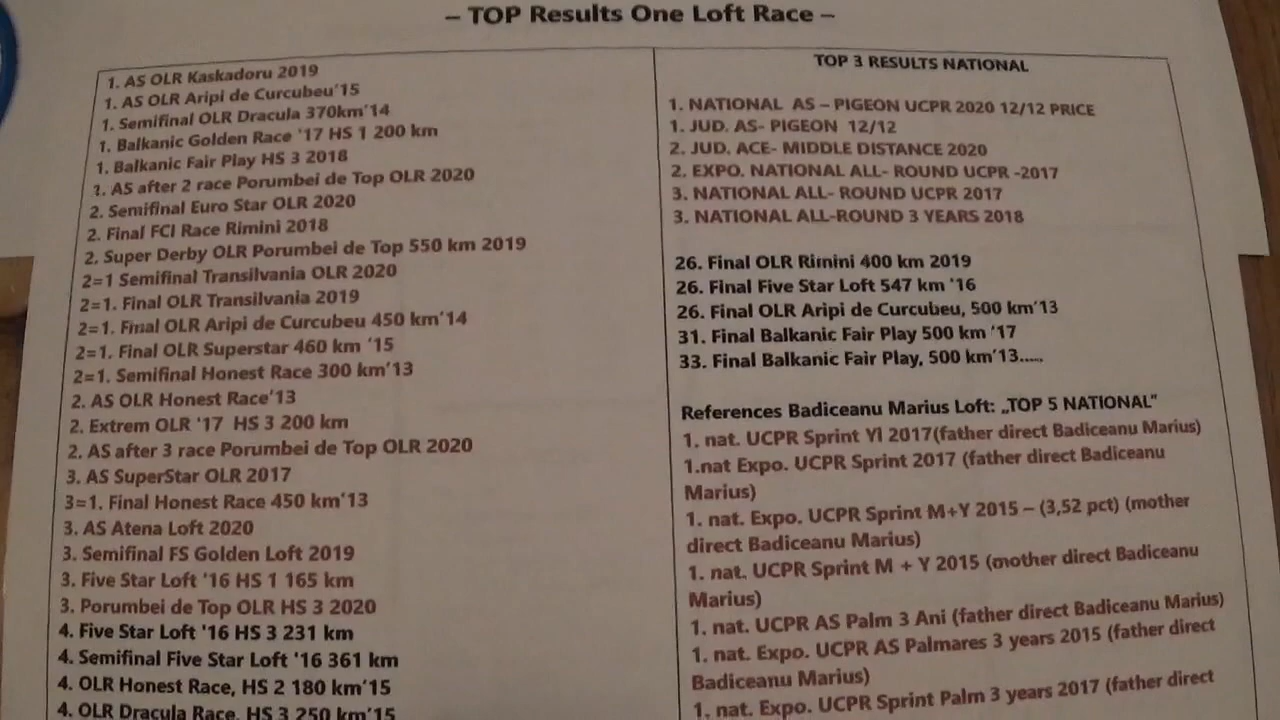 – TOP Results One Loft Race –
1. AS OLR Kaskadoru 2019
1. AS OLR Aripi de Curcubeu'15
1. Semifinal OLR Dracula 370km'14
1. Balkanic Golden Race '17 HS 1 200 km
1. Balkanic Fair Play HS 3 2018
1. AS after 2 race Porumbei de Top OLR 2020
2. Semifinal Euro Star OLR 2020
2. Final FCI Race Rimini 2018
2. Super Derby OLR Porumbei de Top 550 km 2019
2=1 Semifinal Transilvania OLR 2020
2=1. Final OLR Transilvania 2019
2=1. Final OLR Aripi de Curcubeu 450 km'14
2=1. Final OLR Superstar 460 km '15
2=1. Semifinal Honest Race 300 km'13
2. AS OLR Honest Race'13
2. Extrem OLR '17 HS 3 200 km
2. AS after 3 race Porumbei de Top OLR 2020
3. AS SuperStar OLR 2017
3=1. Final Honest Race 450 km'13
3. AS Atena Loft 2020
3. Semifinal FS Golden Loft 2019
3. Five Star Loft '16 HS 1 165 km
3. Porumbei de Top OLR HS 3 2020
4. Five Star Loft '16 HS 3 231 km
4. Semifinal Five Star Loft '16 361 km
4. OLR Honest Race, HS 2 180 km'15
4. OLR Dracula Race, HS 3 250 km'15
TOP 3 RESULTS NATIONAL
1. NATIONAL AS – PIGEON UCPR 2020 12/12 PRICE
1. JUD. AS- PIGEON 12/12
2. JUD. ACE- MIDDLE DISTANCE 2020
2. EXPO. NATIONAL ALL- ROUND UCPR -2017
3. NATIONAL ALL- ROUND UCPR 2017
3. NATIONAL ALL-ROUND 3 YEARS 2018
26. Final OLR Rimini 400 km 2019
26. Final Five Star Loft 547 km '16
26. Final OLR Aripi de Curcubeu, 500 km'13
31. Final Balkanic Fair Play 500 km '17
33. Final Balkanic Fair Play, 500 km'13.....
References Badiceanu Marius Loft: „TOP 5 NATIONAL"
1. nat. UCPR Sprint Yl 2017(father direct Badiceanu Marius)
1.nat Expo. UCPR Sprint 2017 (father direct Badiceanu
Marius)
1. nat. Expo. UCPR Sprint M+Y 2015 – (3,52 pct) (mother
direct Badiceanu Marius)
1. nat. UCPR Sprint M + Y 2015 (mother direct Badiceanu
Marius)
1. nat. UCPR AS Palm 3 Ani (father direct Badiceanu Marius)
1. nat. Expo. UCPR AS Palmares 3 years 2015 (father direct
Badiceanu Marius)
1. nat. Expo. UCPR Sprint Palm 3 years 2017 (father direct